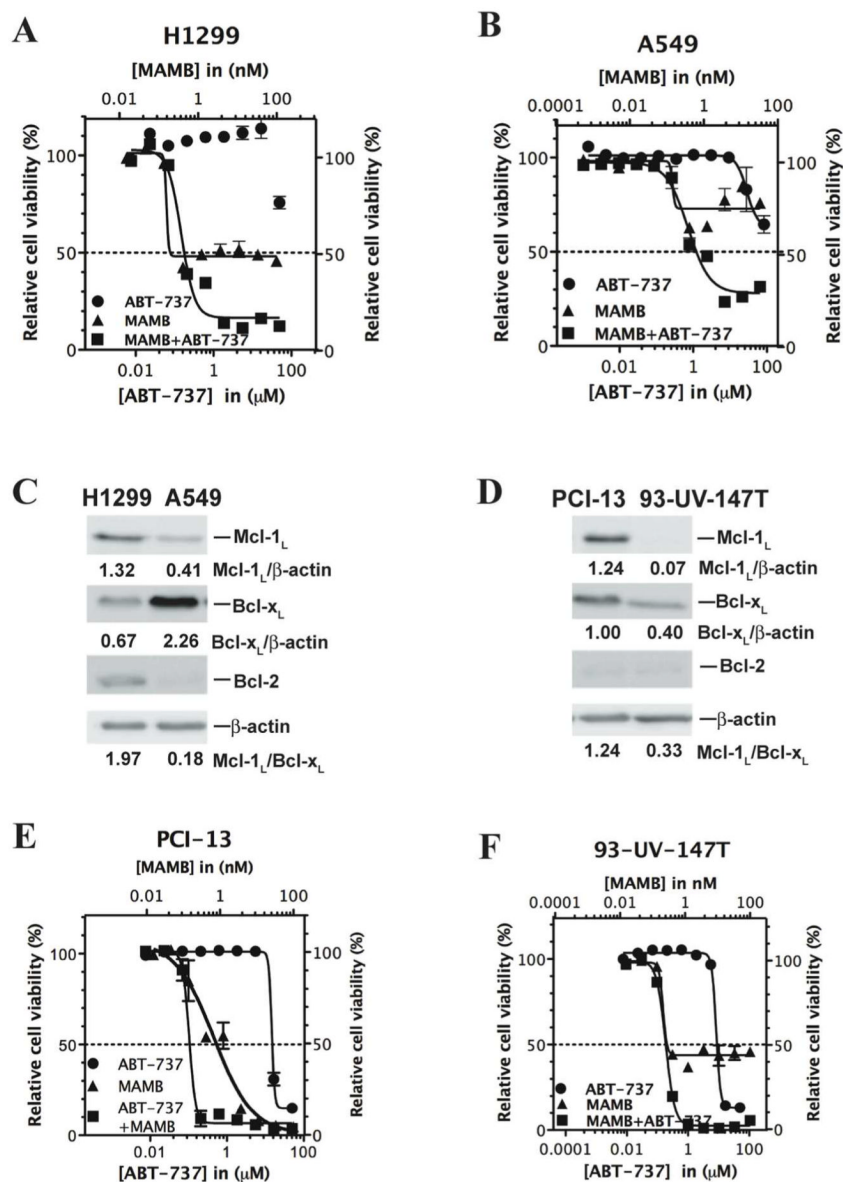 A
H1299
[MAMB] in (nM)
0.01 1 100
Relative cell viability (%)
100
50
0
100
50
0
Relative cell viability (%)
ABT-737
MAMB
MAMB+ABT-737
0.01 1 100
[ABT-737] in (μM)
B
A549
[MAMB] in (nM)
0.0001 0.01 1 100
Relative cell viability (%)
100
50
0
100
50
0
Relative cell viability (%)
ABT-737
MAMB
MAMB+ABT-737
0.01 1 100
[ABT-737] in (μM)
C
H1299 A549
Mcl-1L
1.32 0.41 Mcl-1L/β-actin
Bcl-xL
0.67 2.26 Bcl-xL/β-actin
Bcl-2
β-actin
1.97 0.18 Mcl-1L/Bcl-xL
D
PCI-13 93-UV-147T
Mcl-1L
1.24 0.07 Mcl-1L/β-actin
Bcl-xL
1.00 0.40 Bcl-xL/β-actin
Bcl-2
β-actin
1.24 0.33 Mcl-1L/Bcl-xL
E
PCI-13
[MAMB] in (nM)
0.01 1 100
Relative cell viability (%)
100
50
0
100
50
0
Relative cell viability (%)
ABT-737
MAMB
ABT-737
+MAMB
0.01 1 100
[ABT-737] in (μM)
F
93-UV-147T
[MAMB] in nM
0.0001 0.01 1 100
Relative cell viability (%)
100
50
0
100
50
0
Relative cell viability (%)
ABT-737
MAMB
MAMB+ABT-737
0.0001 0.01 1 100
[ABT-737] in (μM)